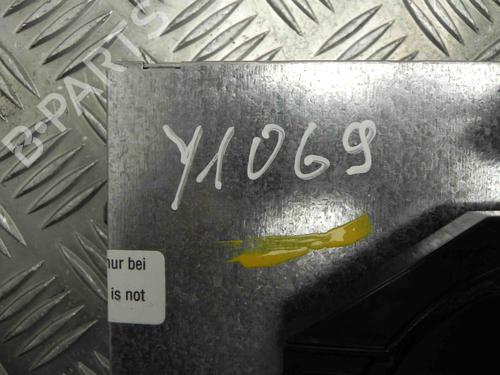 B-PARTS
Y1069
nur bei
is not